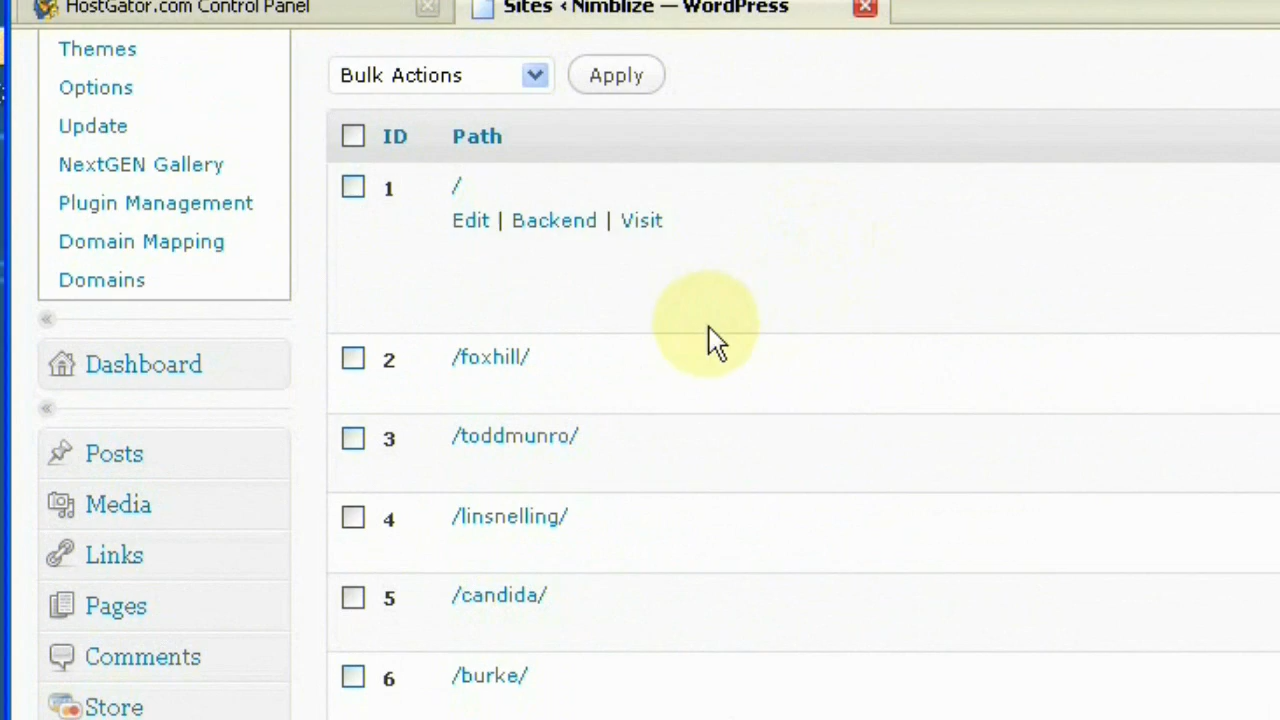 HostGator.com Control Panel
Sites ‹ Nimblize — WordPress
Themes
Options
Update
NextGEN Gallery
Plugin Management
Domain Mapping
Domains
Dashboard
Posts
Media
Links
Pages
Comments
Store
Bulk Actions
Apply
ID Path
1 /
Edit | Backend | Visit
2 /foxhill/
3 /toddmunro/
4 /linsnelling/
5 /candida/
6 /burke/